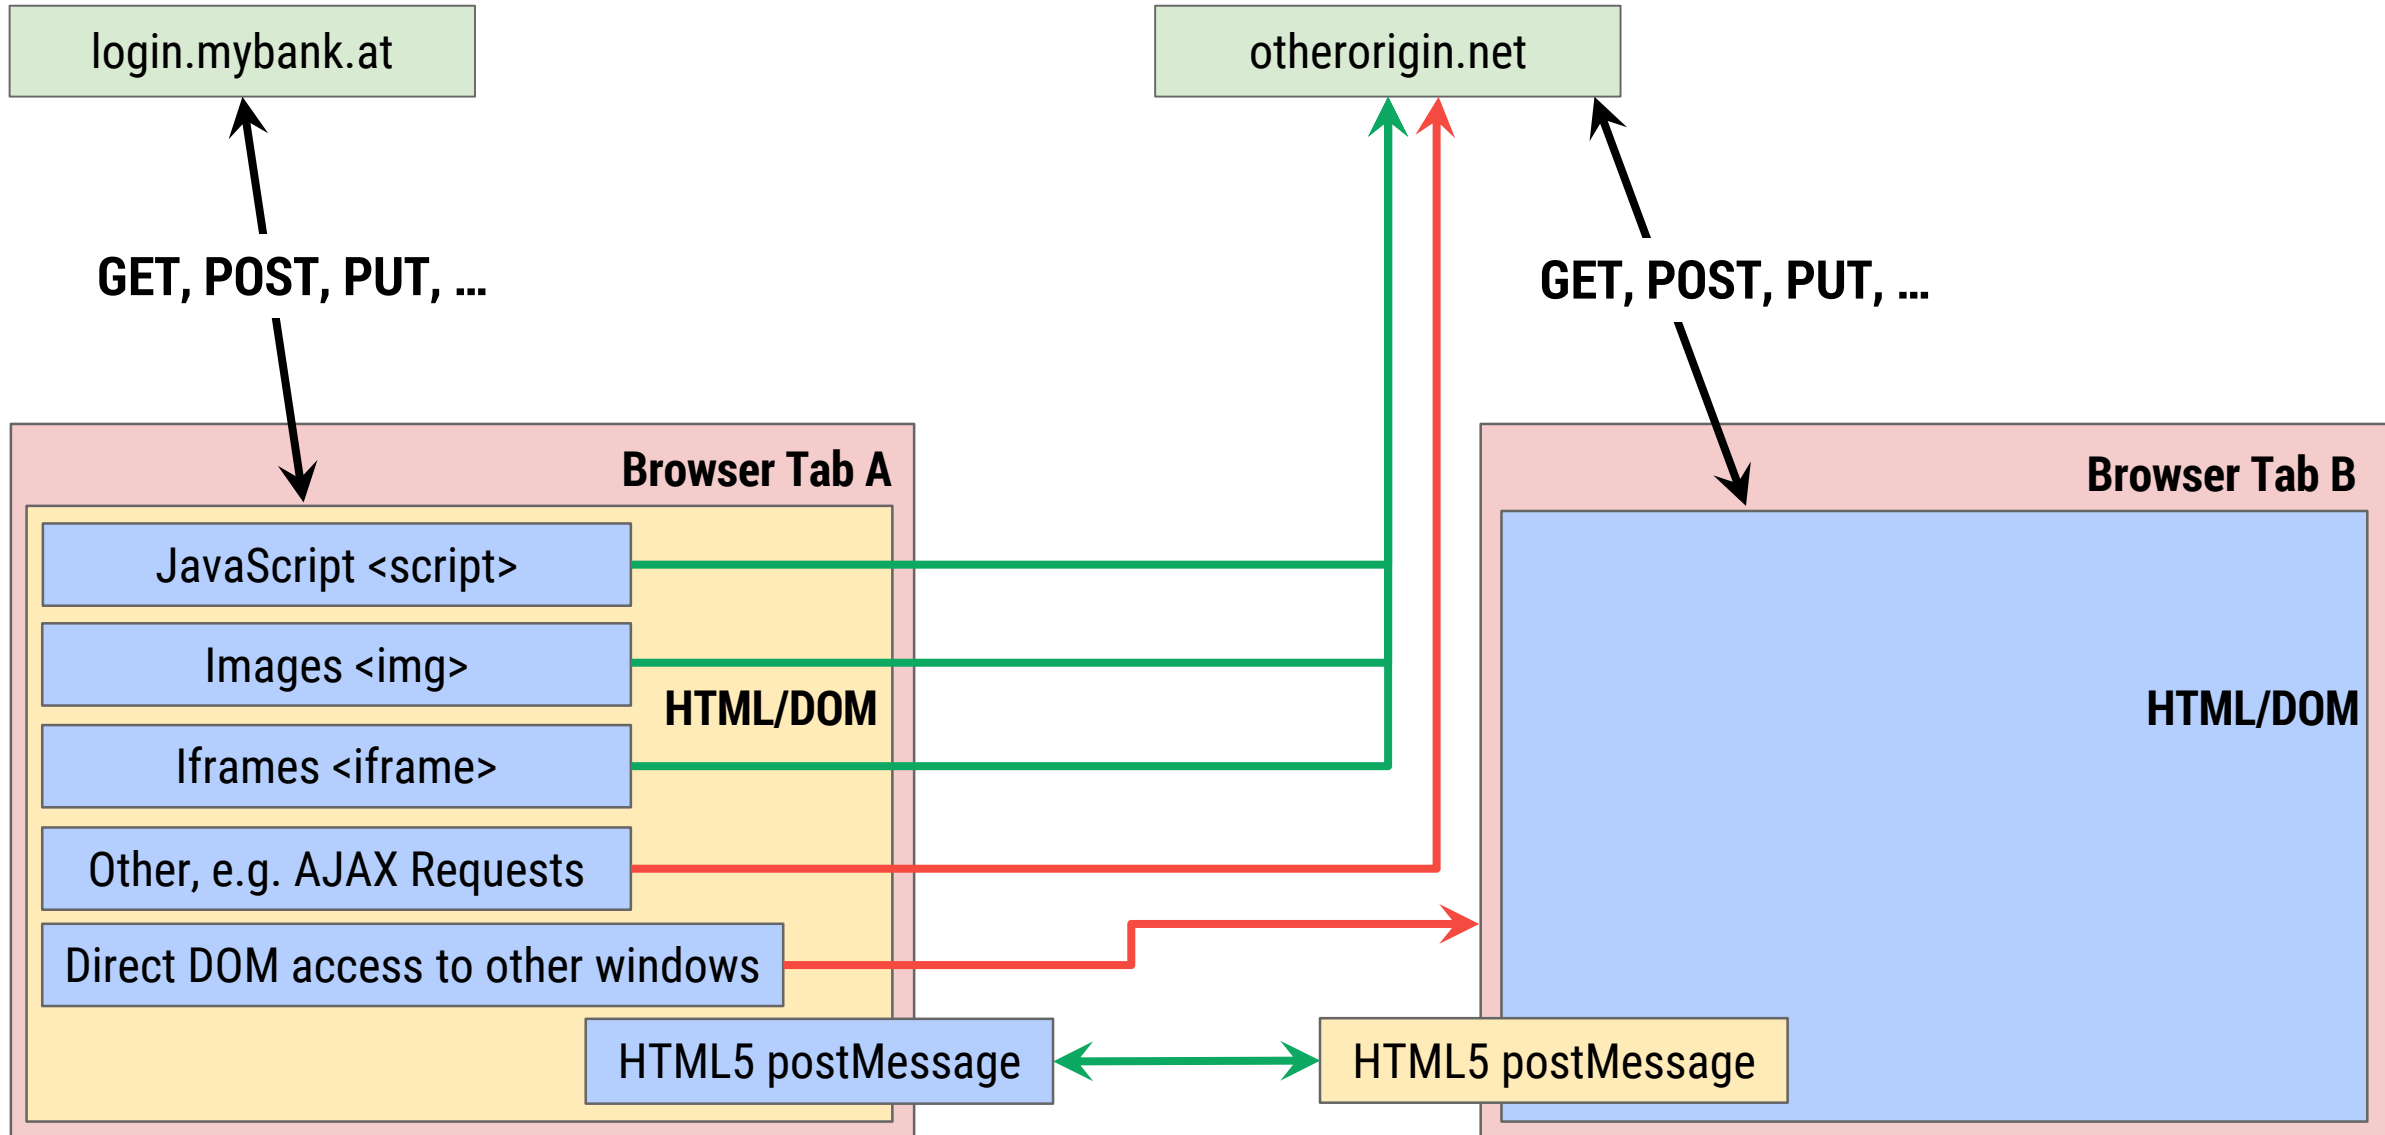 login.mybank.at
otherorigin.net
GET, POST, PUT, ...
GET, POST, PUT, ...
Browser Tab A
JavaScript <script>
Images <img>
HTML/DOM
Iframes <iframe>
Other, e.g. AJAX Requests
Direct DOM access to other windows
HTML5 postMessage
Browser Tab B
HTML/DOM
HTML5 postMessage